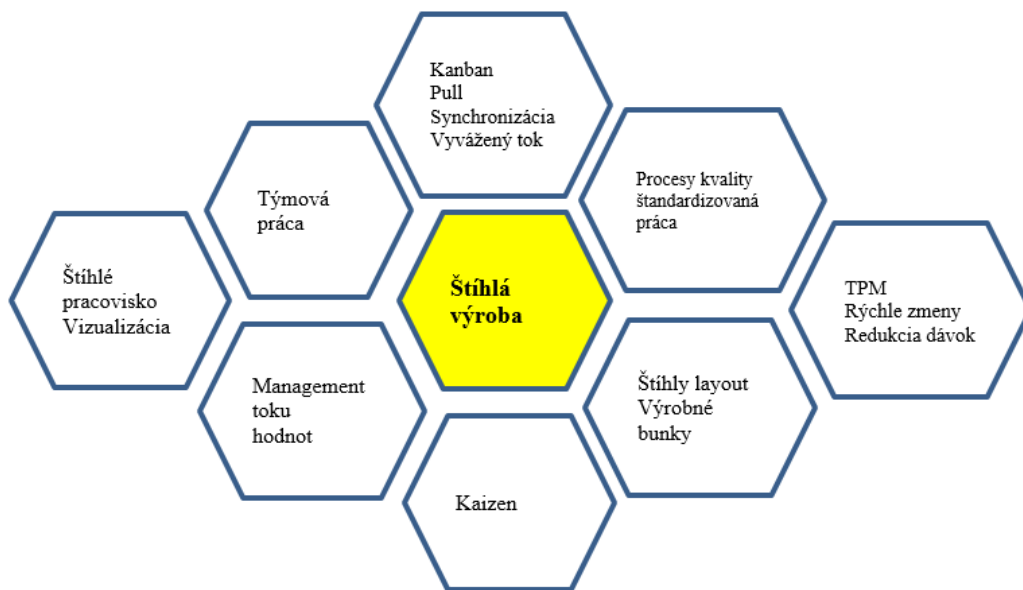 Kanban
Pull
Synchronizácia
Vyvážený tok
Týmová
práca
Procesy kvality
štandardizovaná
práca
Štíhlé
pracovisko
Vizualizácia
Štíhlá
výroba
TPM
Rýchle zmeny
Redukcia dávok
Management
toku
hodnot
Štíhly layout
Výrobné
bunky
Kaizen